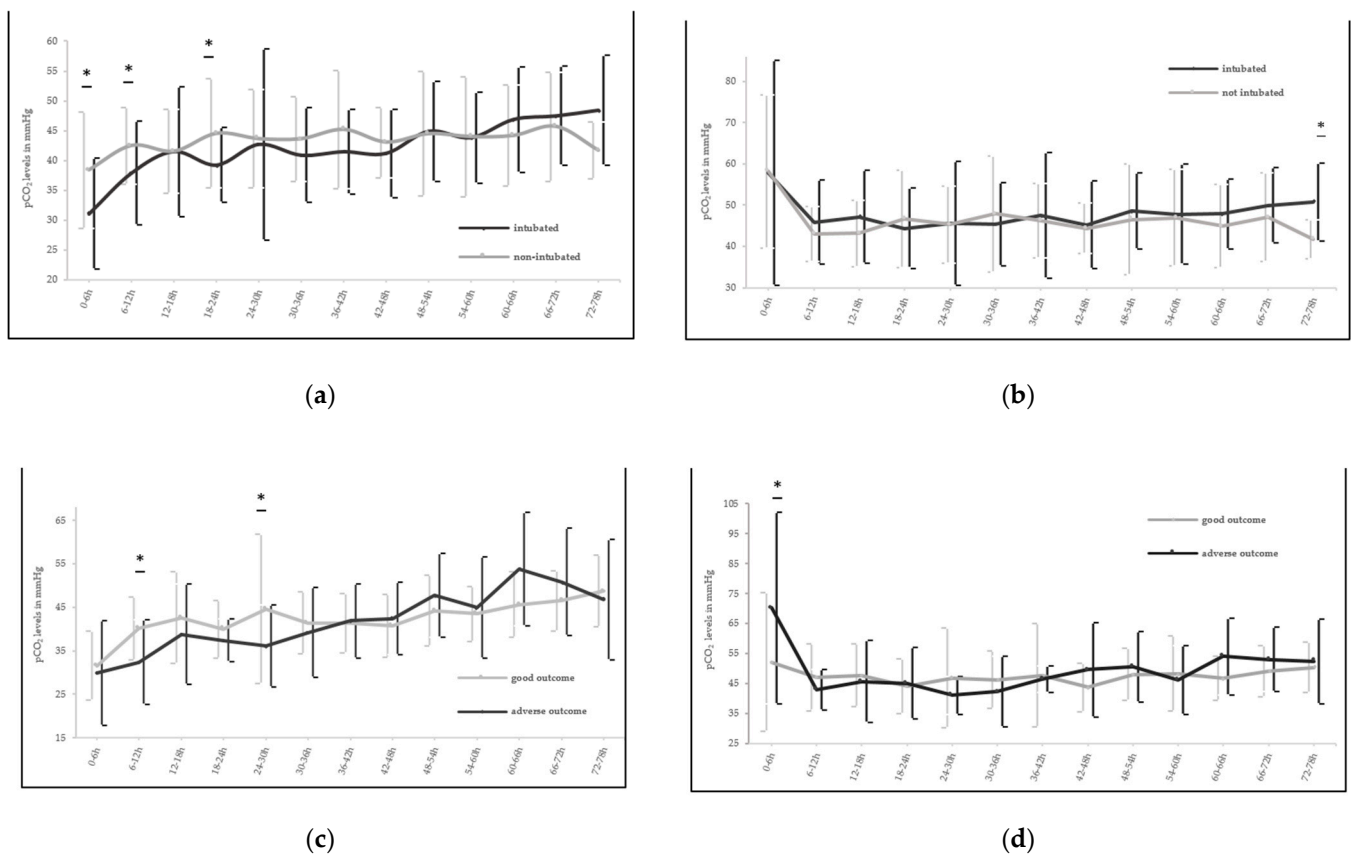 *
*
*
60
55
50
45
40
35
30
25
20
pCO₂ levels in mmHg
intubated
non-intubated
0-6h
6-12h
12-18h
18-24h
24-30h
30-36h
36-42h
42-48h
48-54h
54-60h
60-66h
66-72h
72-78h
(a)
80
70
60
50
40
30
pCO₂ levels in mmHg
intubated
not intubated
*
0-6h
6-12h
12-18h
18-24h
24-30h
30-36h
36-42h
42-48h
48-54h
54-60h
60-66h
66-72h
72-78h
(b)
*
*
65
55
45
35
25
15
pCO₂ levels in mmHg
good outcome
adverse outcome
0-6h
6-12h
12-18h
18-24h
24-30h
30-36h
36-42h
42-48h
48-54h
54-60h
60-66h
66-72h
72-78h
(c)
*
105
95
85
75
65
55
45
35
25
pCO₂ levels in mmHg
good outcome
adverse outcome
0-6h
6-12h
12-18h
18-24h
24-30h
30-36h
36-42h
42-48h
48-54h
54-60h
60-66h
66-72h
72-78h
(d)